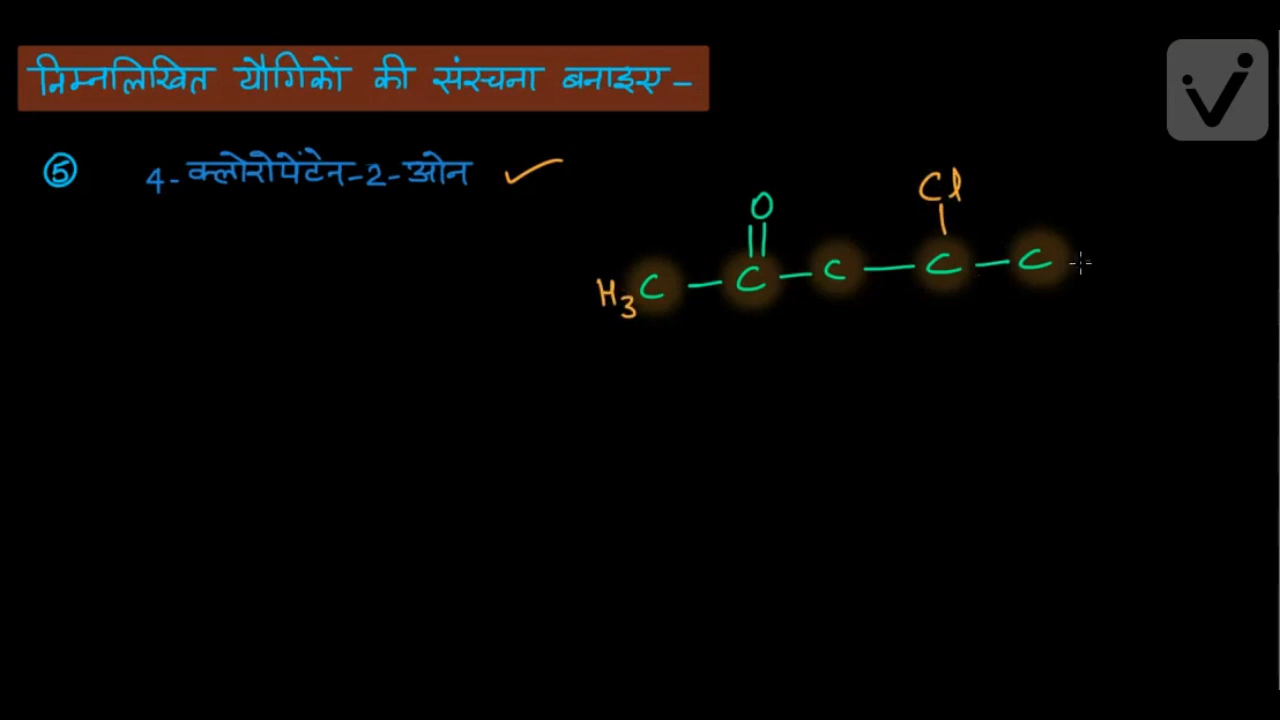 निम्नलिखित यौगिकों की संरचना बनाइए -
⑤ 4-क्लोरोपेंटेन-2-ओन
O Cl
||  |
H3C - C - C - C - C